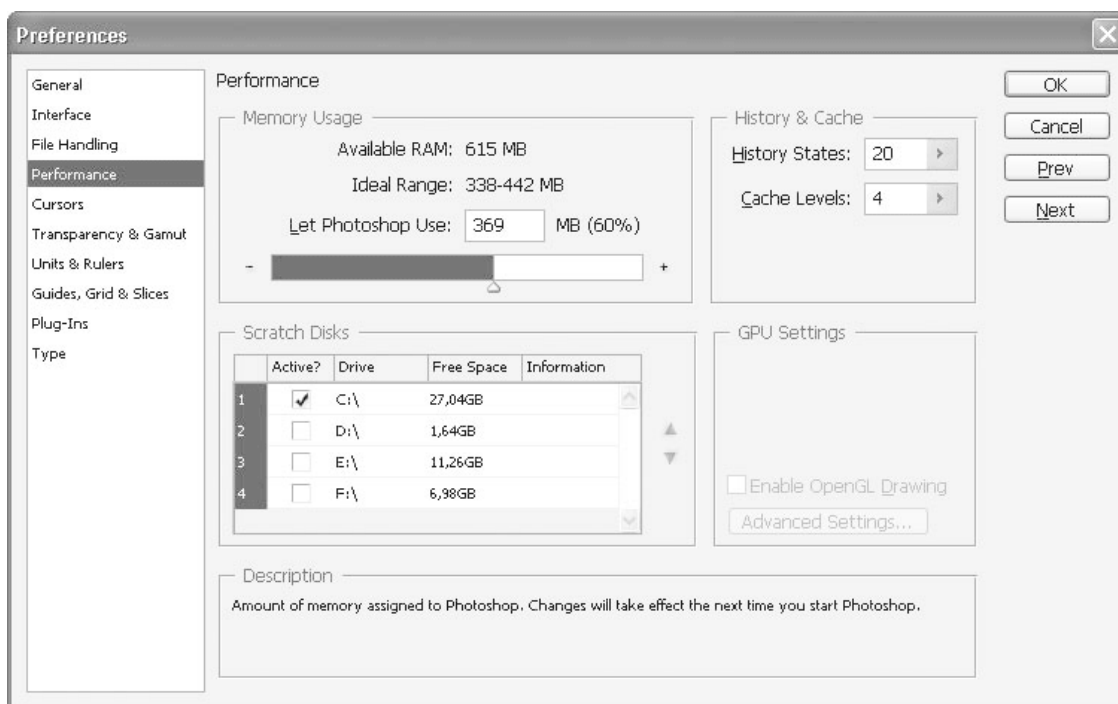 Preferences
General
Interface
File Handling
Performance
Cursors
Transparency & Gamut
Units & Rulers
Guides, Grid & Slices
Plug-Ins
Type
Performance
Memory Usage
Available RAM: 615 MB
Ideal Range: 338-442 MB
Let Photoshop Use: 369 MB (60%)
- +
History & Cache
History States: 20
Cache Levels: 4
Scratch Disks
Active? Drive Free Space Information
1 C:\ 27,04GB
2 D:\ 1,64GB
3 E:\ 11,26GB
4 F:\ 6,98GB
GPU Settings
Enable OpenGL Drawing
Advanced Settings...
Description
Amount of memory assigned to Photoshop. Changes will take effect the next time you start Photoshop.
OK
Cancel
Prev
Next